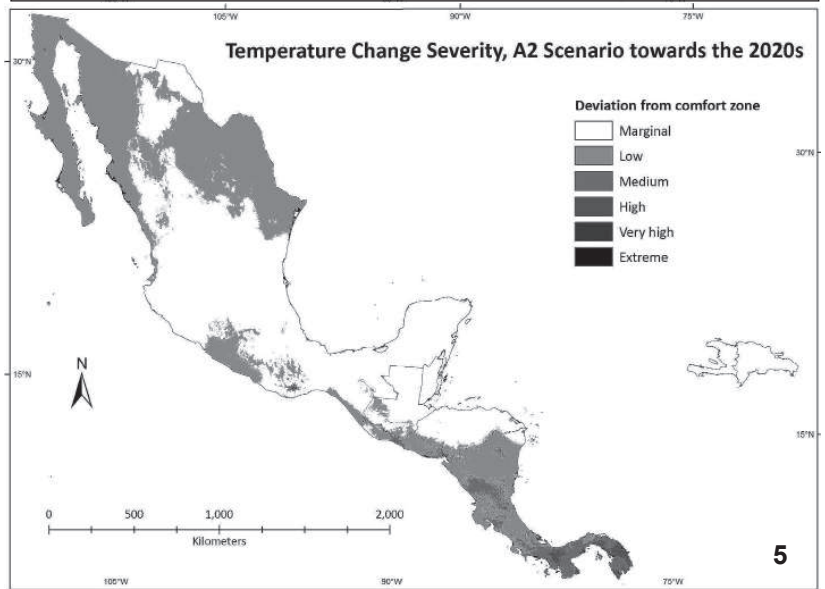 105°W 90°W 75°W
Temperature Change Severity, A2 Scenario towards the 2020s
30°N
Deviation from comfort zone
Marginal
Low
30°N
Medium
High
Very high
Extreme
N
15°N
15°N
0 500 1,000 2,000
Kilometers
5
105°W 90°W 75°W